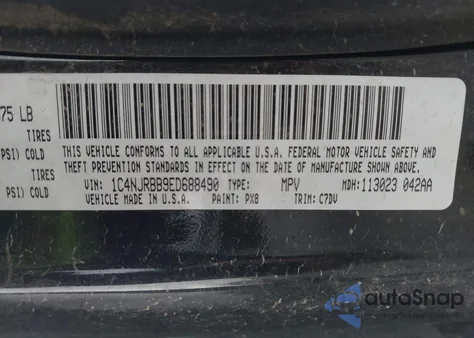 75 LB
TIRES
PSI) COLD
TIRES
PSI) COLD
THIS VEHICLE CONFORMS TO ALL APPLICABLE U.S.A. FEDERAL MOTOR VEHICLE SAFETY AND
THEFT PREVENTION STANDARDS IN EFFECT ON THE DATE OF MANUFACTURE SHOWN ABOVE.
VIN: 1C4NJRBB9ED688490 TYPE: MPV MDH: 113023 042AA
VEHICLE MADE IN U.S.A. PAINT: PX8 TRIM: C7DV
autoSnap